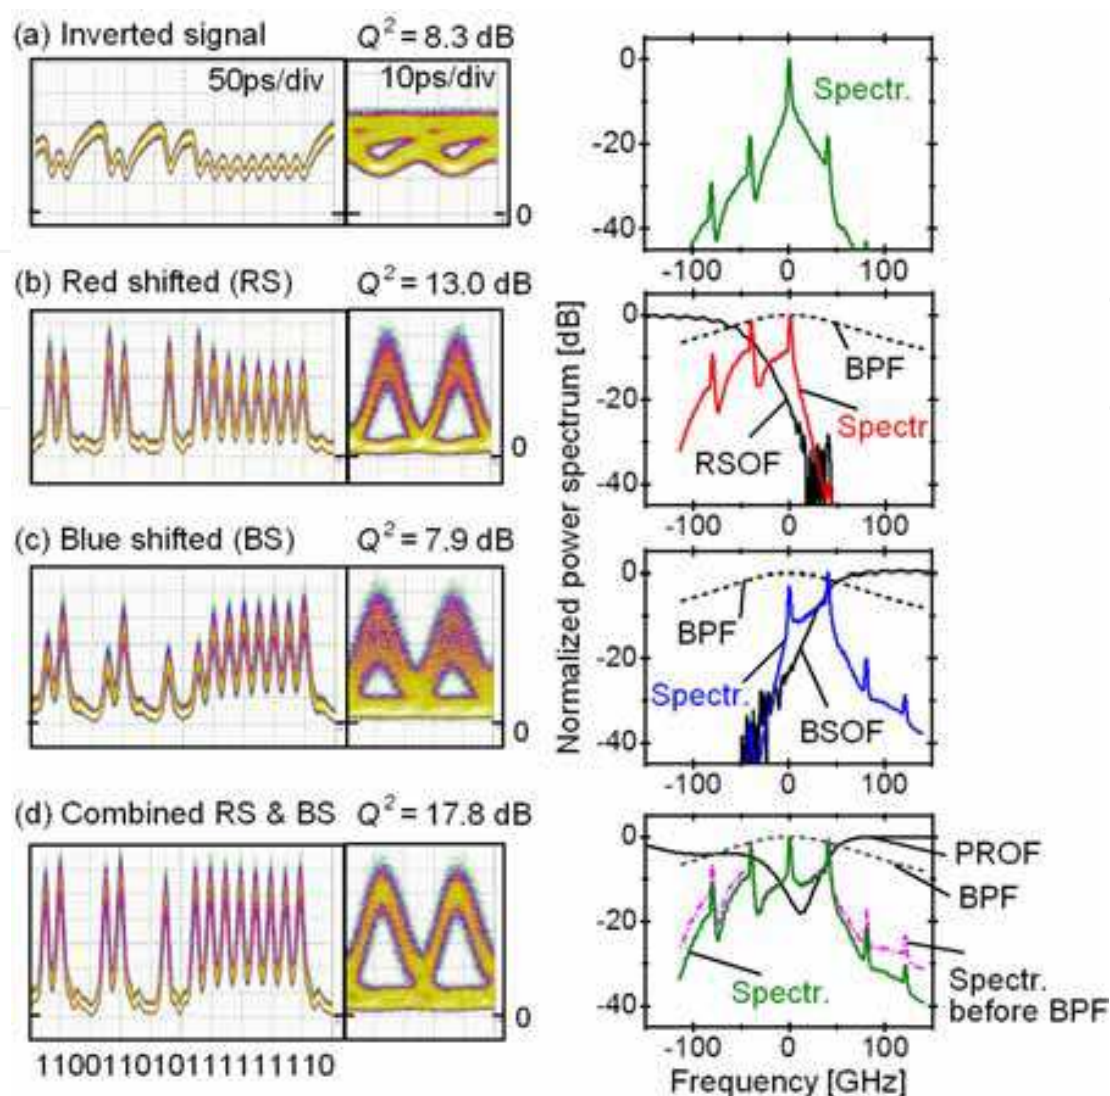 (a) Inverted signal
Q² = 8.3 dB
50ps/div
10ps/div
0
0
-20
-40
-100
0
100
Spectr.
(b) Red shifted (RS)
Q² = 13.0 dB
0
0
-20
-40
-100
0
100
BPF
Spectr.
RSOF
(c) Blue shifted (BS)
Q² = 7.9 dB
0
0
-20
-40
-100
0
100
BPF
Spectr.
BSOF
(d) Combined RS & BS
Q² = 17.8 dB
0
0
-20
-40
-100
0
100
PROF
BPF
Spectr.
Spectr.
before BPF
11001101011111111110
Normalized power spectrum [dB]
Frequency [GHz]